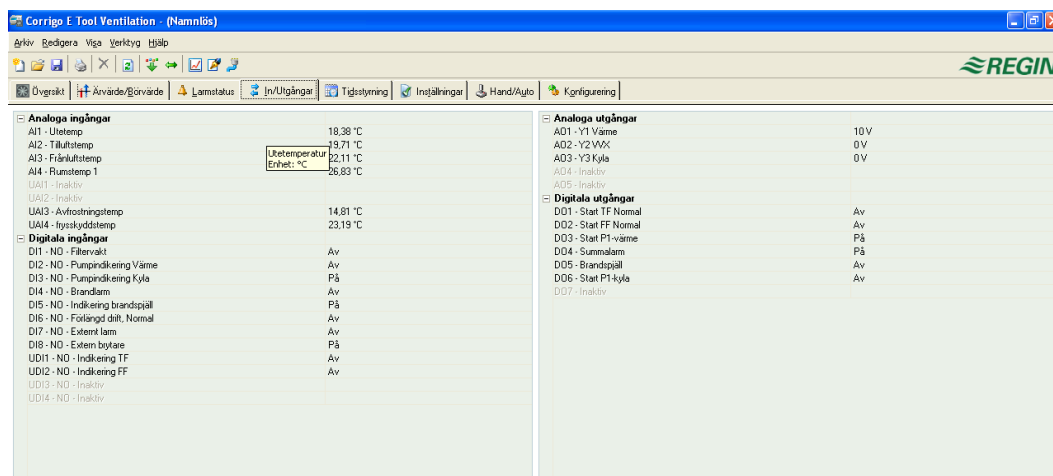 Corrigo E Tool Ventilation - (Namnlös)
Arkiv Redigera Visa Verktyg Hjälp
REGIN
Översikt Ärvärde/Börvärde Larmstatus In/Utgångar Tidsstyrning Inställningar Hand/Auto Konfigurering
Analoga ingångar
AI1 - Utetemp 18,38 °C
AI2 - Tilluftstemp 19,71 °C
AI3 - Frånluftstemp 22,11 °C
AI4 - Rumstemp 1 26,83 °C
Utetemperatur
Enhet: °C
UAI1 - Inaktiv
UAI2 - Inaktiv
UAI3 - Avfrostningstemp 14,81 °C
UAI4 - frysskyddstemp 23,19 °C
Digitala ingångar
DI1 - NO - Filtervakt Av
DI2 - NO - Pumpindikering Värme Av
DI3 - NO - Pumpindikering Kyla På
DI4 - NO - Brandlarm Av
DI5 - NO - Indikering brandspjäll På
DI6 - NO - Förlängd drift, Normal Av
DI7 - NO - Externt larm Av
DI8 - NO - Extern brytare På
UDI1 - NO - Indikering TF Av
UDI2 - NO - Indikering FF Av
UDI3 - NO - Inaktiv
UDI4 - NO - Inaktiv
Analoga utgångar
AO1 - Y1 Värme 10 V
AO2 - Y2 VVX 0 V
AO3 - Y3 Kyla 0 V
AO4 - Inaktiv
AO5 - Inaktiv
Digitala utgångar
DO1 - Start TF Normal Av
DO2 - Start FF Normal Av
DO3 - Start P1-värme På
DO4 - Summalarm På
DO5 - Brandspjäll Av
DO6 - Start P1-kyla Av
DO7 - Inaktiv